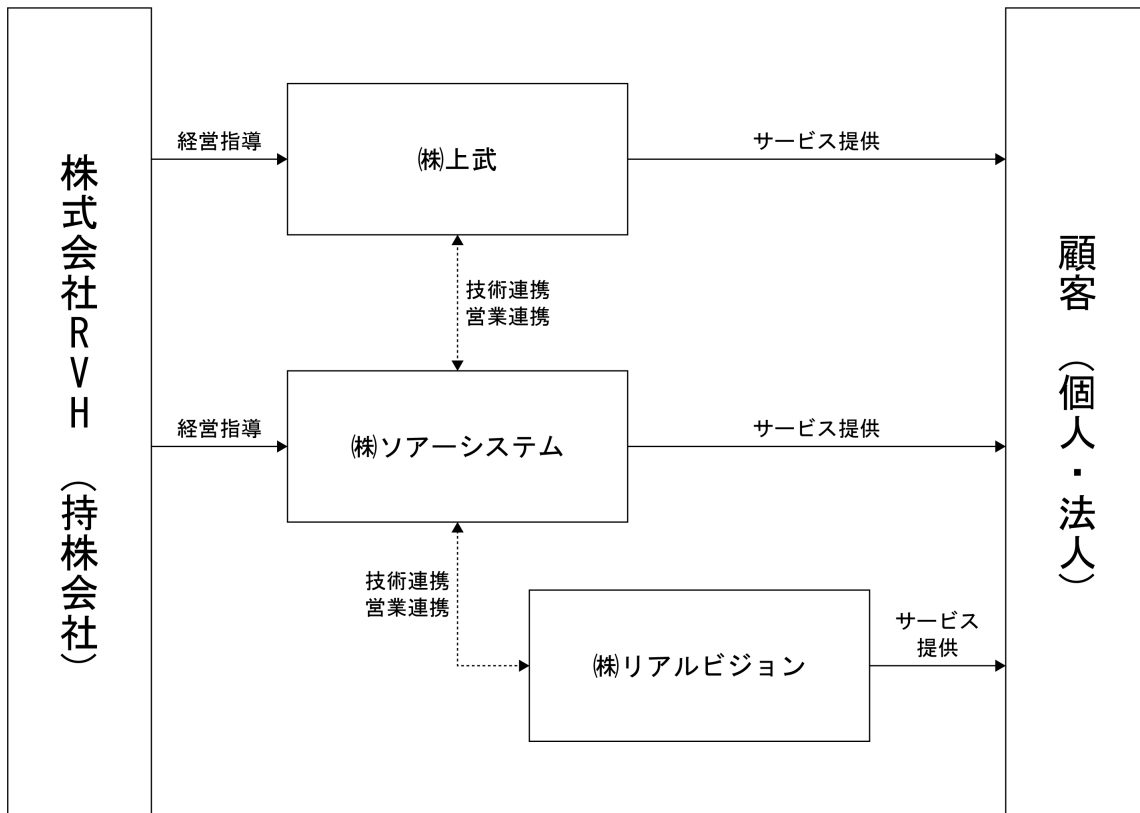 株式会社RVH（持株会社）
経営指導
㈱上武
サービス提供
技術連携
営業連携
経営指導
㈱ソアーシステム
サービス提供
技術連携
営業連携
㈱リアルビジョン
サービス
提供
顧客（個人・法人）